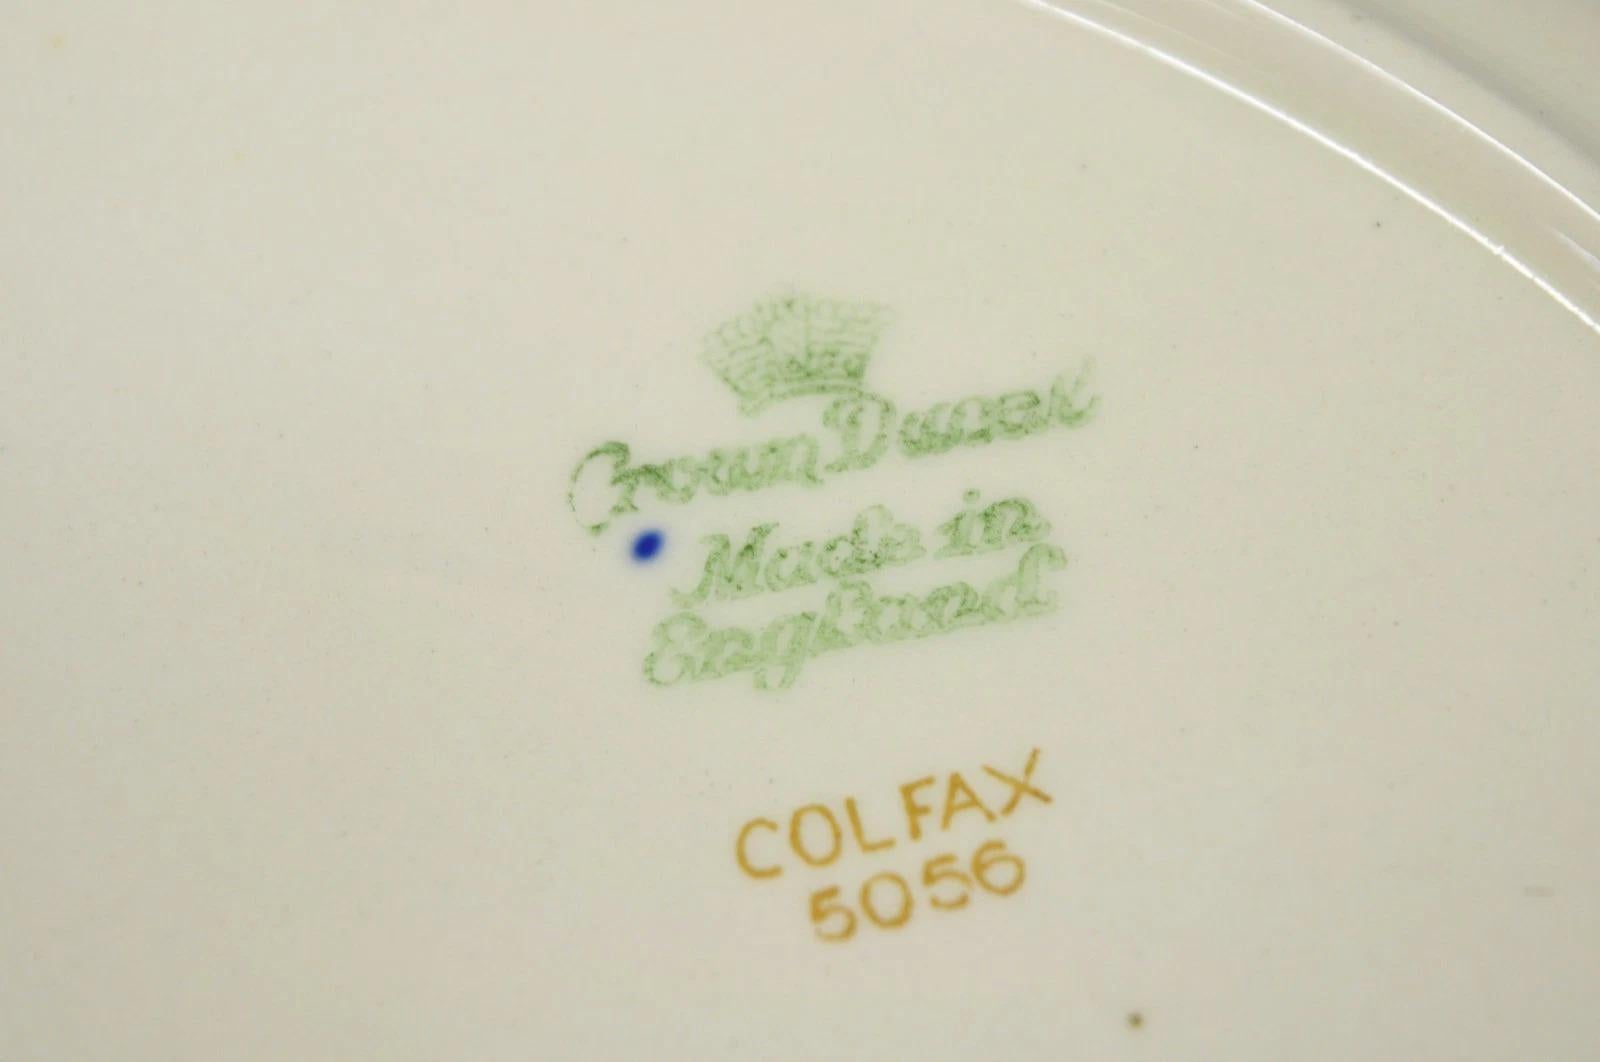 Crown Ducal
Made in
England
COLFAX
5056